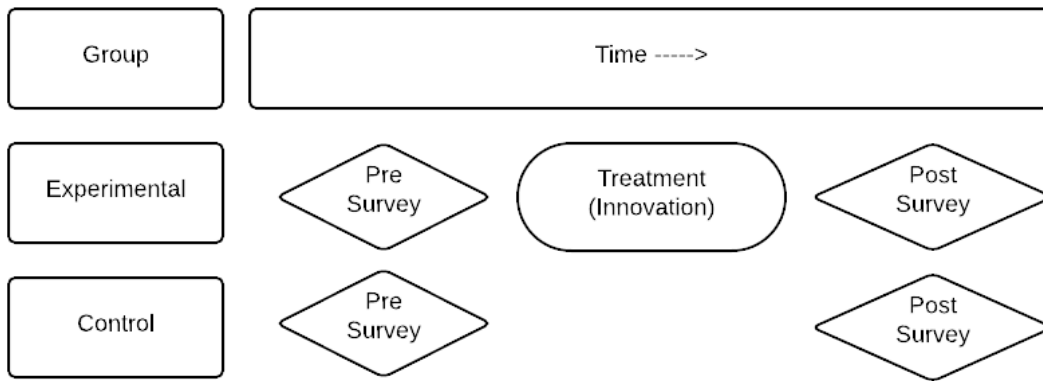 Group
Time ----->
Experimental
Pre
Survey
Treatment
(Innovation)
Post
Survey
Control
Pre
Survey
Post
Survey